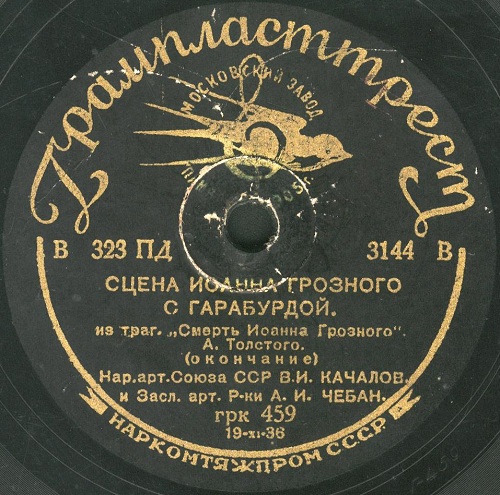 Грампласттрест
МОСКОВСКИЙ ЗАВОД
В 323 ПД 3144 В
СЦЕНА ИОАННА ГРОЗНОГО
С ГАРАБУРДОЙ.
из траг. „Смерть Иоанна Грозного".
А. Толстого.
(окончание)
Нар. арт. Союза ССР В. И. КАЧАЛОВ.
и Засл. арт. Р-ки А. И. ЧЕБАН.
грк 459
19-XI-36
НАРКОМТЯЖПРОМ СССР